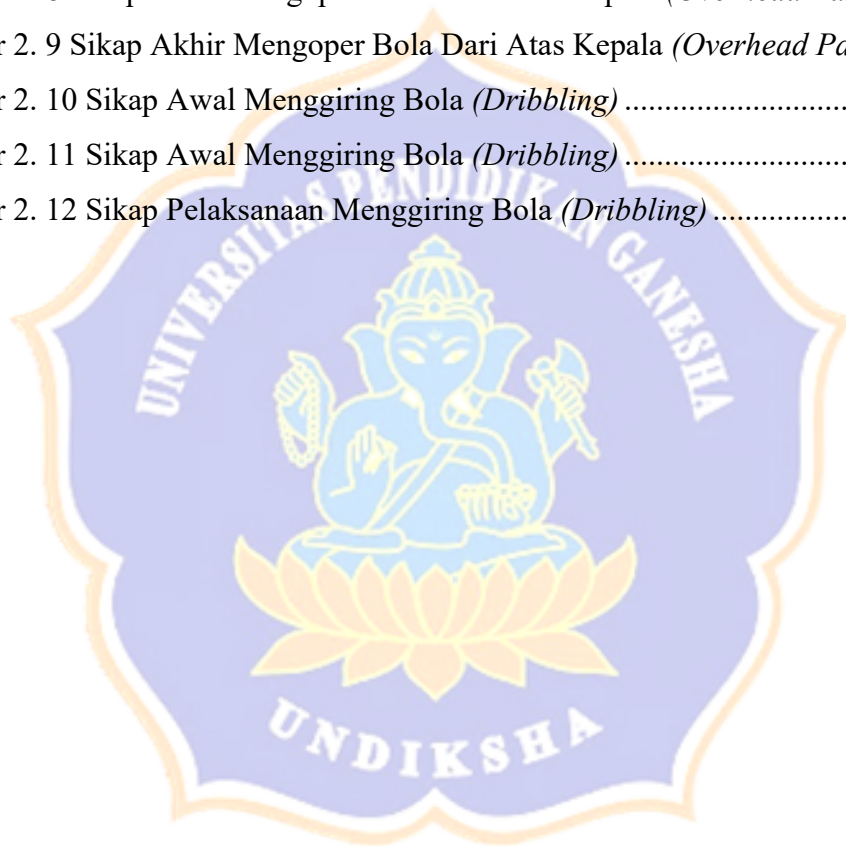 r 2. 9 Sikap Akhir Mengoper Bola Dari Atas Kepala (Overhead Pa
r 2. 10 Sikap Awal Menggiring Bola (Dribbling) ............................
r 2. 11 Sikap Awal Menggiring Bola (Dribbling) ............................
r 2. 12 Sikap Pelaksanaan Menggiring Bola (Dribbling) .................
UNIVERSITAS PENDIDIKAN GANESHA
UNDIKSHA